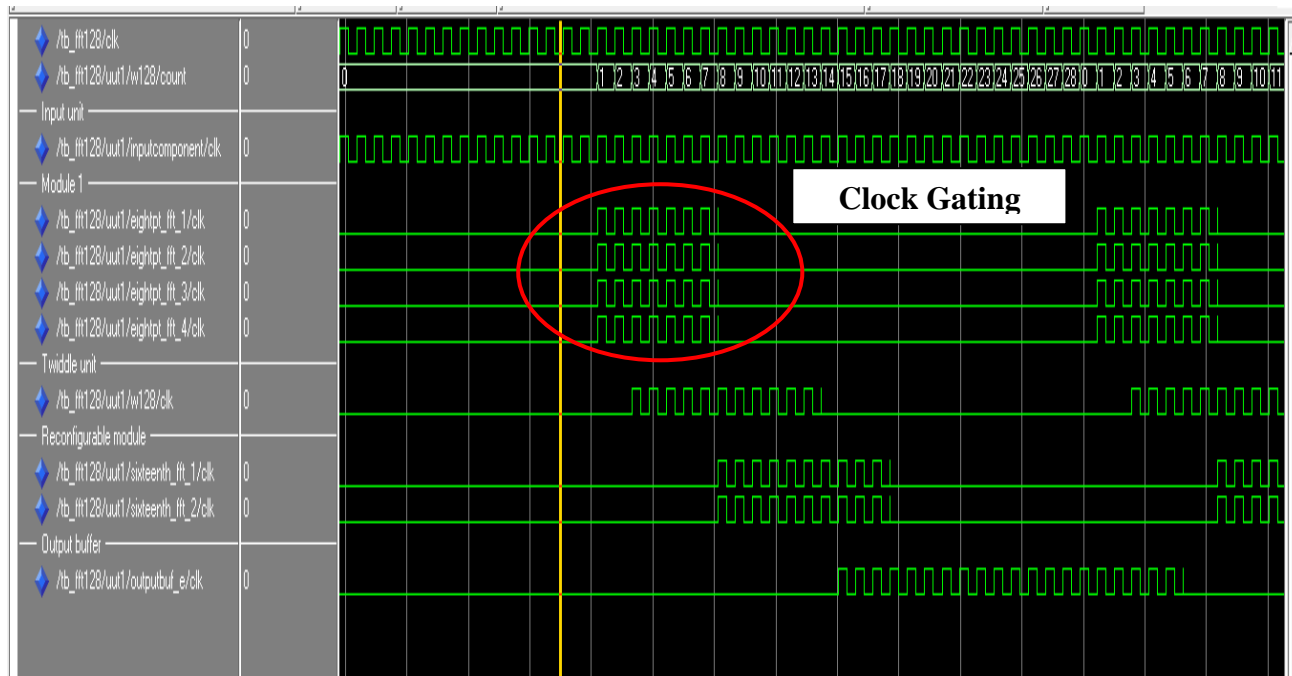 /tb_fft128/clk 0
/tb_fft128/uut1/w128/count 0 0 1 2 3 4 5 6 7 8 9 10 11 12 13 14 15 16 17 18 19 20 21 22 23 24 25 26 27 28 0 1 2 3 4 5 6 7 8 9 10 11
Input unit
/tb_fft128/uut1/inputcomponent/clk 0
Module 1
Clock Gating
/tb_fft128/uut1/eightpt_fft_1/clk 0
/tb_fft128/uut1/eightpt_fft_2/clk 0
/tb_fft128/uut1/eightpt_fft_3/clk 0
/tb_fft128/uut1/eightpt_fft_4/clk 0
Twiddle unit
/tb_fft128/uut1/w128/clk 0
Reconfigurable module
/tb_fft128/uut1/sixteenth_fft_1/clk 0
/tb_fft128/uut1/sixteenth_fft_2/clk 0
Output buffer
/tb_fft128/uut1/outputbuf_e/clk 0